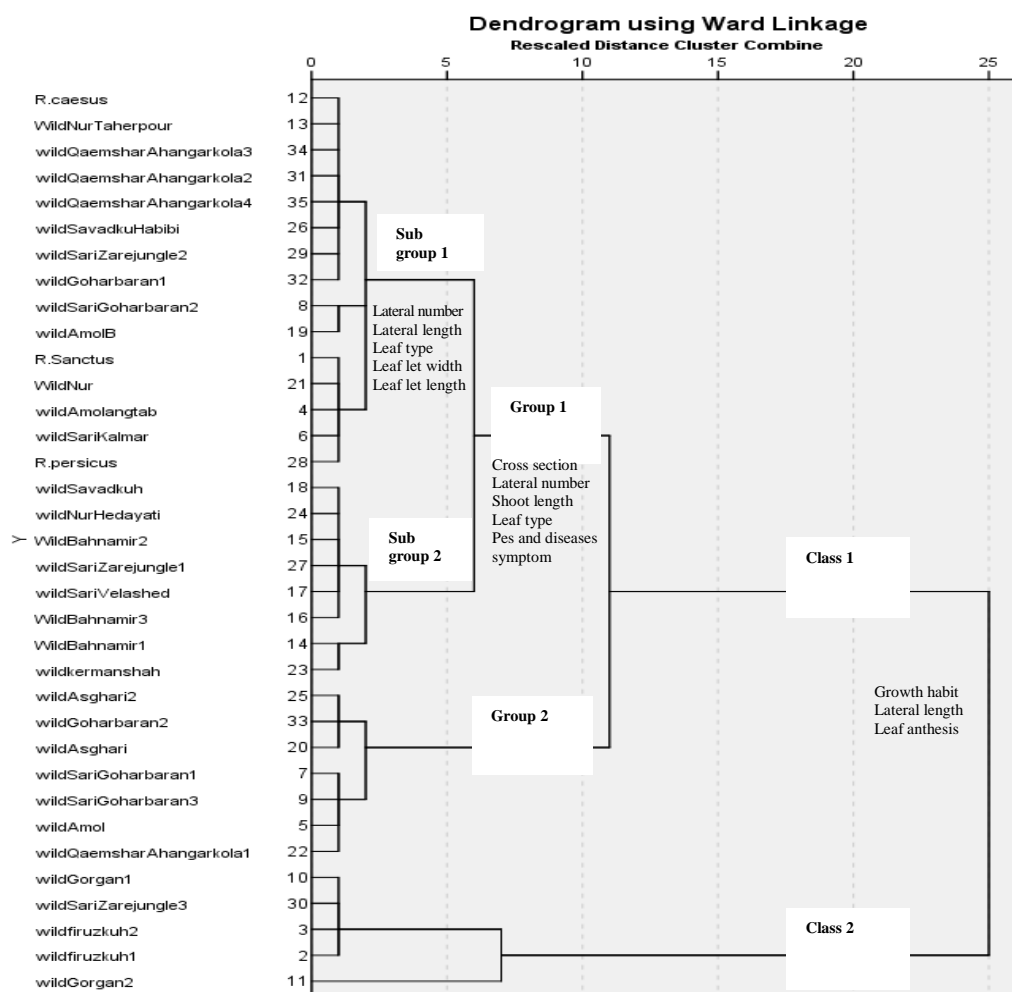 Dendrogram using Ward Linkage
Rescaled Distance Cluster Combine
0 5 10 15 20 25
R.caesus 12
WildNurTaherpour 13
wildQaemsharAhangarkola3 34
wildQaemsharAhangarkola2 31
wildQaemsharAhangarkola4 35
wildSavadkuHabibi 26
wildSariZarejungle2 29
wildGoharbaran1 32
wildSariGoharbaran2 8
wildAmolB 19
R.Sanctus 1
WildNur 21
wildAmolangtab 4
wildSariKalmar 6
R.persicus 28
wildSavadkuh 18
wildNurHedayati 24
WildBahnamir2 15
wildSariZarejungle1 27
wildSariVelashed 17
WildBahnamir3 16
WildBahnamir1 14
wildkermanshah 23
wildAsghari2 25
wildGoharbaran2 33
wildAsghari 20
wildSariGoharbaran1 7
wildSariGoharbaran3 9
wildAmol 5
wildQaemsharAhangarkola1 22
wildGorgan1 10
wildSariZarejungle3 30
wildfiruzkuh2 3
wildfiruzkuh1 2
wildGorgan2 11
Y
Sub
group 1
Lateral number
Lateral length
Leaf type
Leaf let width
Leaf let length
Sub
group 2
Group 1
Cross section
Lateral number
Shoot length
Leaf type
Pes and diseases
symptom
Group 2
Class 1
Growth habit
Lateral length
Leaf anthesis
Class 2